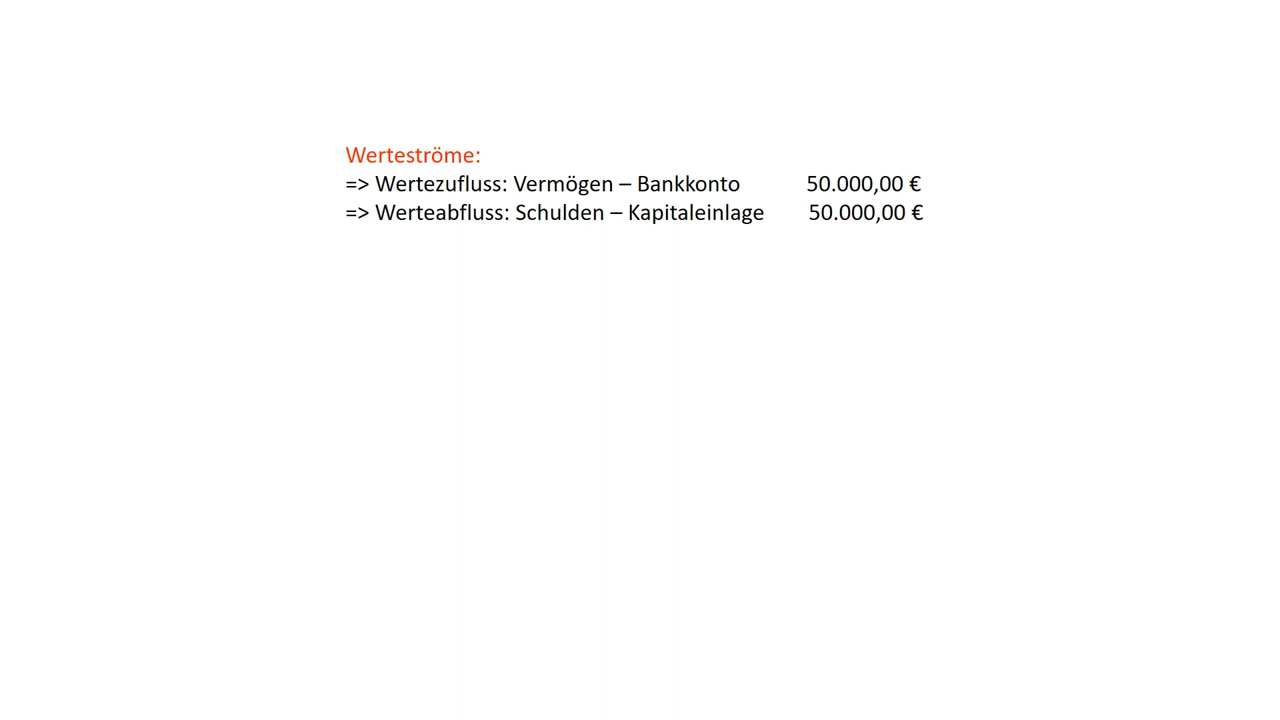 Werteströme:
=> Wertezufluss: Vermögen – Bankkonto 50.000,00 €
=> Werteabfluss: Schulden – Kapitaleinlage 50.000,00 €